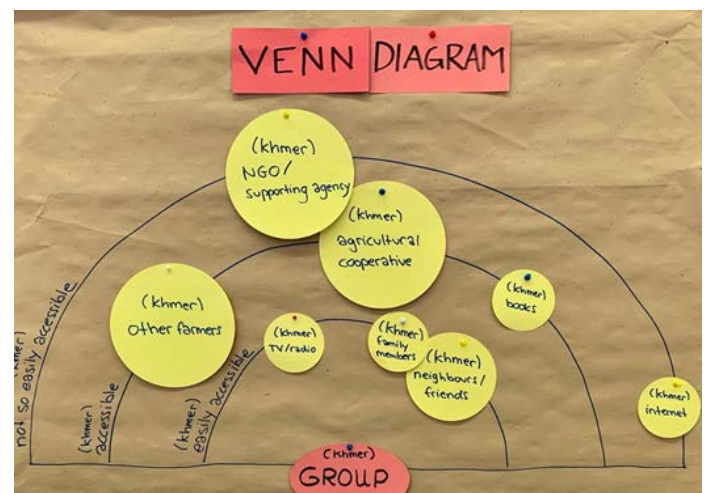 VENN DIAGRAM
(khmer)
NGO/
supporting agency
(khmer)
agricultural
cooperative
(khmer)
other farmers
(khmer)
TV/radio
(khmer)
family
members
(khmer)
neighbours/
friends
(khmer)
books
(khmer)
internet
(khmer)
not so easily accessible
(khmer)
accessible
(khmer)
easily accessible
(khmer)
GROUP